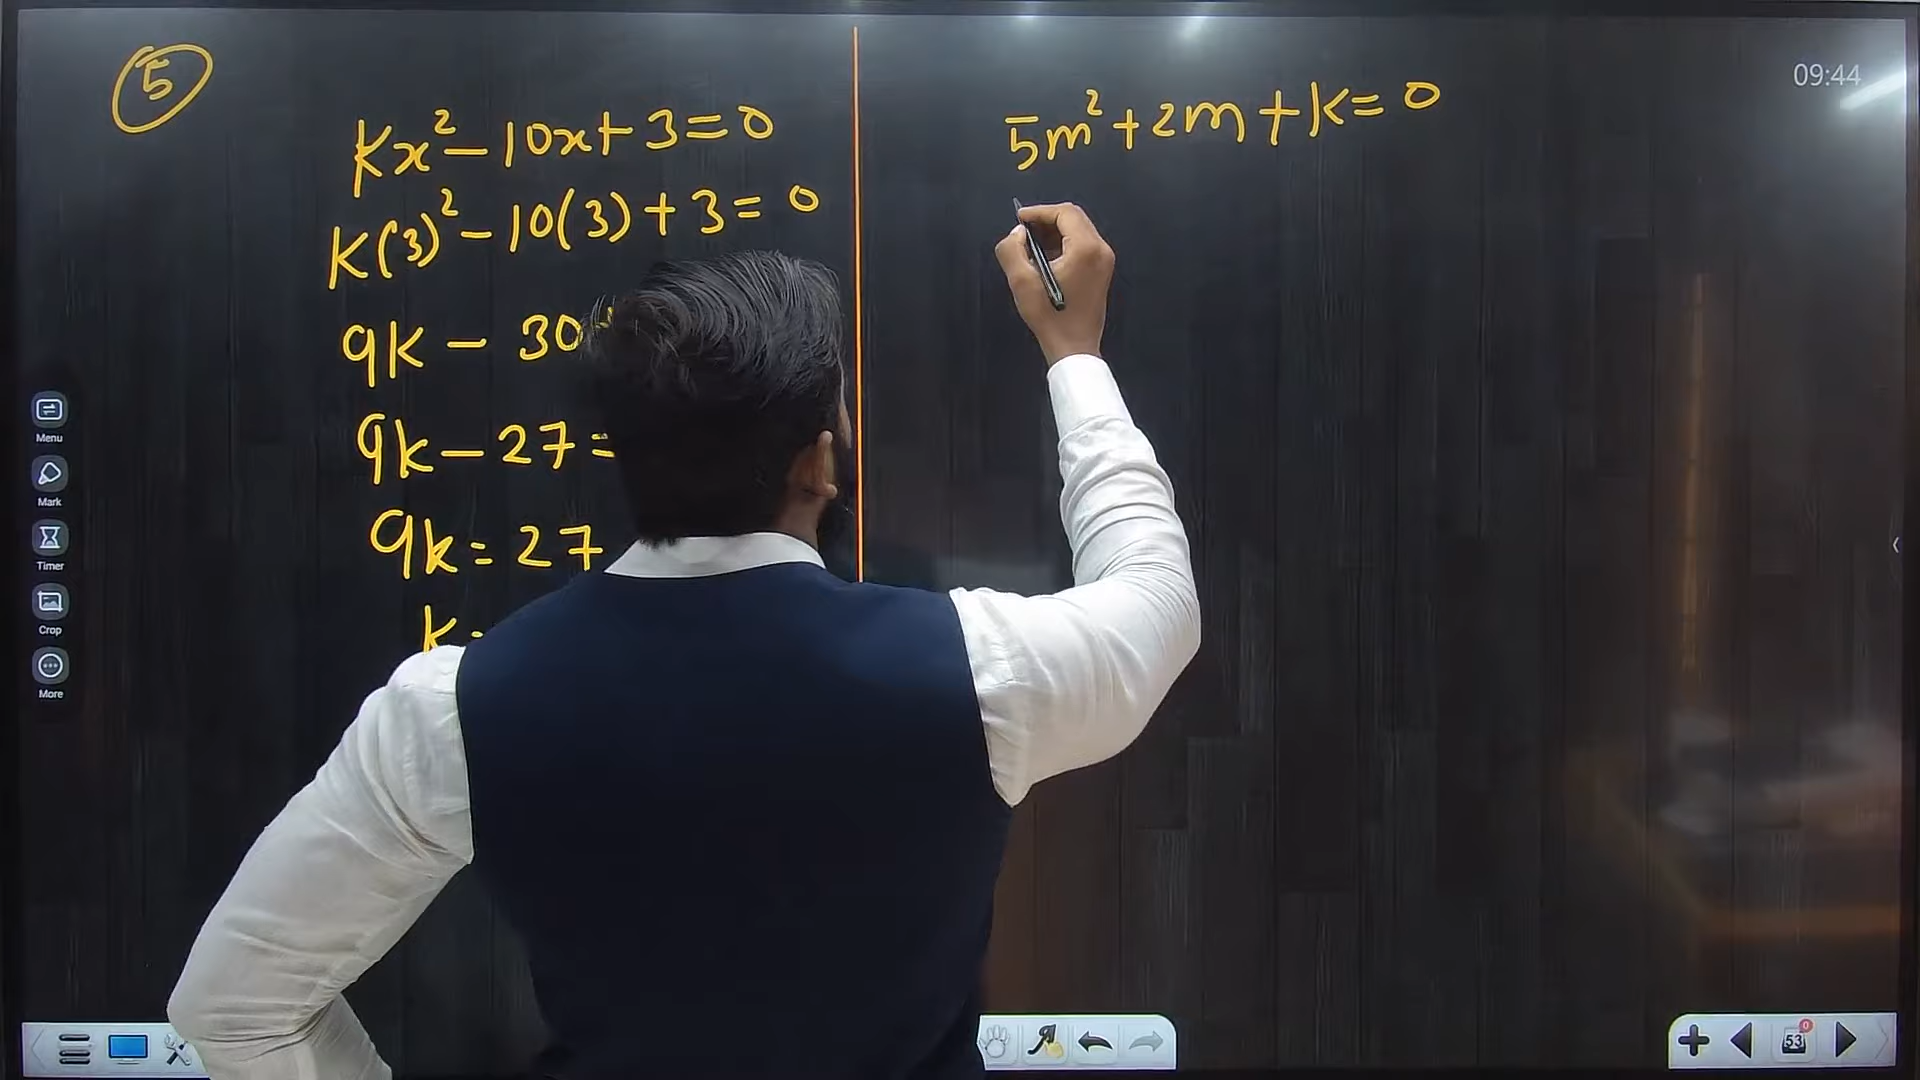 5
kx² - 10x + 3 = 0
k(3)² - 10(3) + 3 = 0
9k - 30
9k - 27 =
9k = 27
k
5m² + 2m + k = 0
09:44
Menu
Mark
Timer
Crop
More
53
0